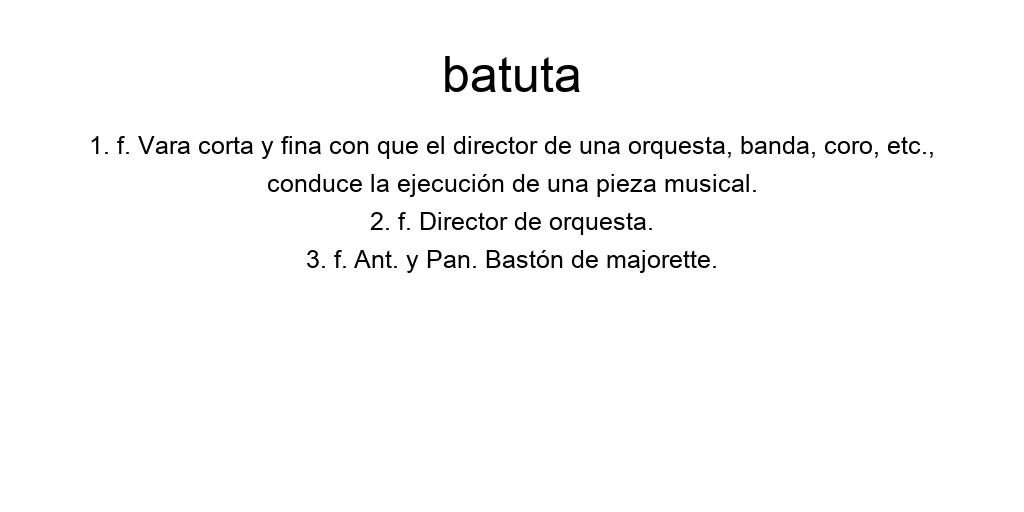 batuta
1. f. Vara corta y fina con que el director de una orquesta, banda, coro, etc.,
conduce la ejecución de una pieza musical.
2. f. Director de orquesta.
3. f. Ant. y Pan. Bastón de majorette.